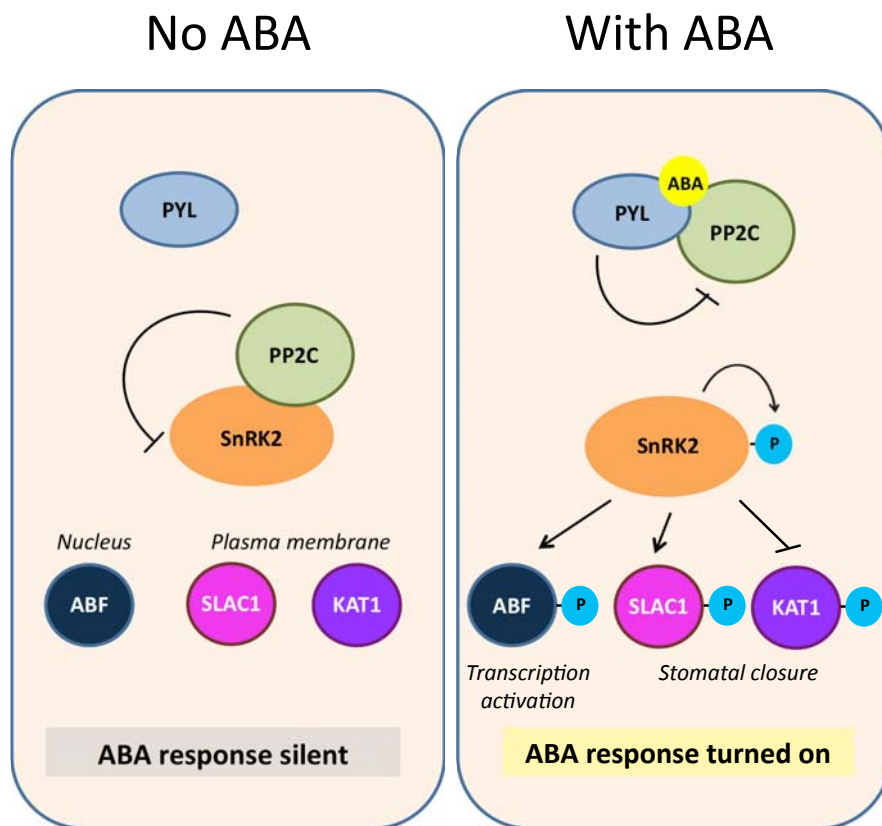 No ABA
PYL
PP2C
SnRK2
Nucleus
Plasma membrane
ABF
SLAC1
KAT1
ABA response silent
With ABA
ABA
PYL
PP2C
SnRK2
P
ABF
P
SLAC1
P
KAT1
P
Transcription
activation
Stomatal closure
ABA response turned on